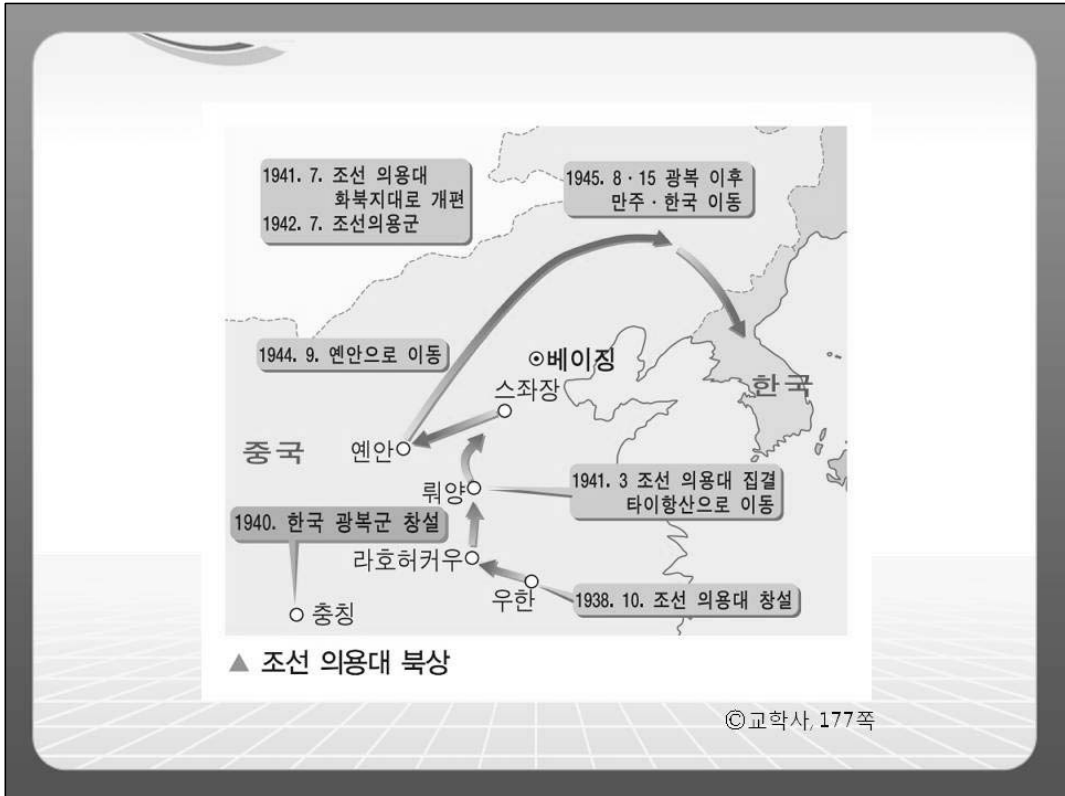 1941. 7. 조선 의용대
화북지대로 개편
1942. 7. 조선의용군
1945. 8·15 광복 이후
만주·한국 이동
1944. 9. 옌안으로 이동
베이징
스좌장
한국
중국
옌안
뤄양
1941. 3 조선 의용대 집결
타이항산으로 이동
1940. 한국 광복군 창설
라호허커우
우한
1938. 10. 조선 의용대 창설
충칭
▲ 조선 의용대 북상
©교학사, 177쪽